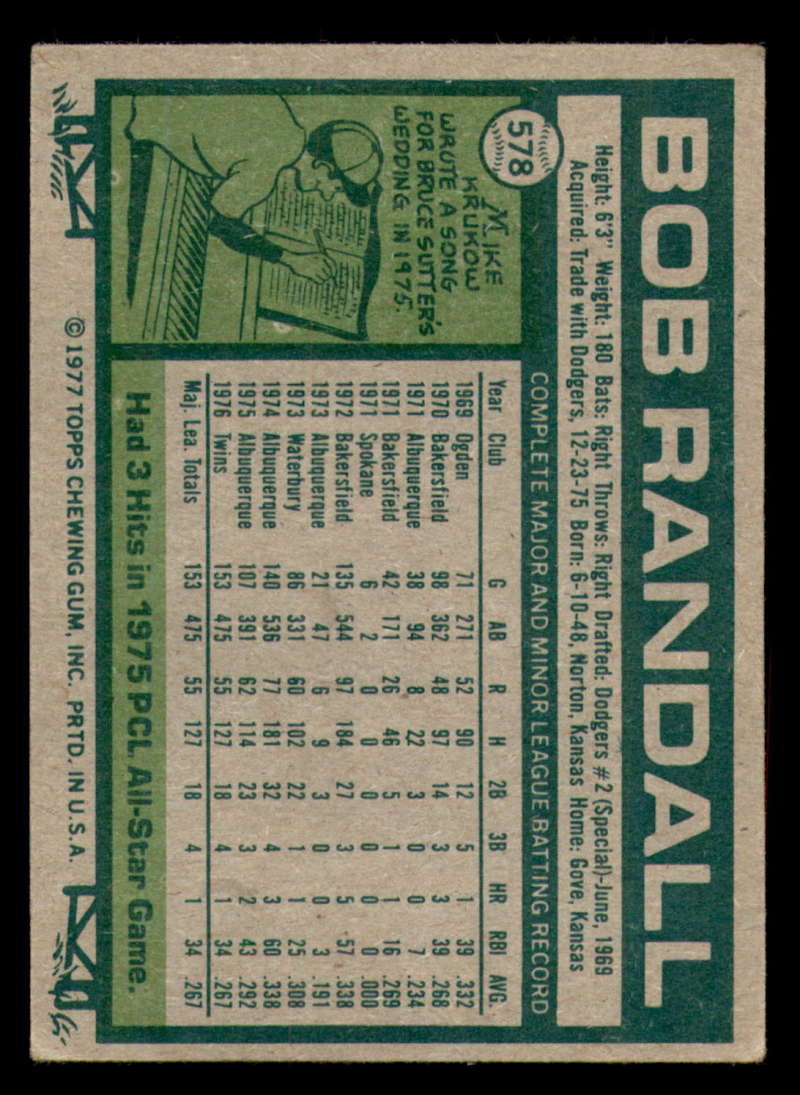 BOB RANDALL
Height: 6'3" Weight: 180 Bats: Right Throws: Right Drafted: Dodgers #2 (Special)-June, 1969
Acquired: Trade with Dodgers, 12-23-75 Born: 6-10-48, Norton, Kansas Home: Gove, Kansas
578
MIKE
KRUKOW
WROTE A SONG
FOR BRUCE SUTTER'S
WEDDING IN 1975.
COMPLETE MAJOR AND MINOR LEAGUE BATTING RECORD
Year Club G AB R H 2B 3B HR RBI AVG.
1969 Ogden 71 271 52 90 12 5 1 39 .332
1970 Bakersfield 98 362 48 97 14 3 3 39 .268
1971 Albuquerque 38 94 8 22 3 0 0 7 .234
1971 Bakersfield 42 171 26 46 5 1 1 16 .269
1971 Spokane 6 2 0 0 0 0 0 0 .000
1972 Bakersfield 135 544 97 184 27 3 5 57 .338
1973 Albuquerque 21 47 6 9 3 0 0 3 .191
1973 Waterbury 86 331 60 102 22 1 1 25 .308
1974 Albuquerque 140 536 77 181 32 4 3 60 .338
1975 Albuquerque 107 391 62 114 23 3 2 43 .292
1976 Twins 153 475 55 127 18 4 1 34 .267
Maj. Lea. Totals 153 475 55 127 18 4 1 34 .267
Had 3 Hits in 1975 PCL All-Star Game.
© 1977 TOPPS CHEWING GUM, INC. PRTD. IN U.S.A.